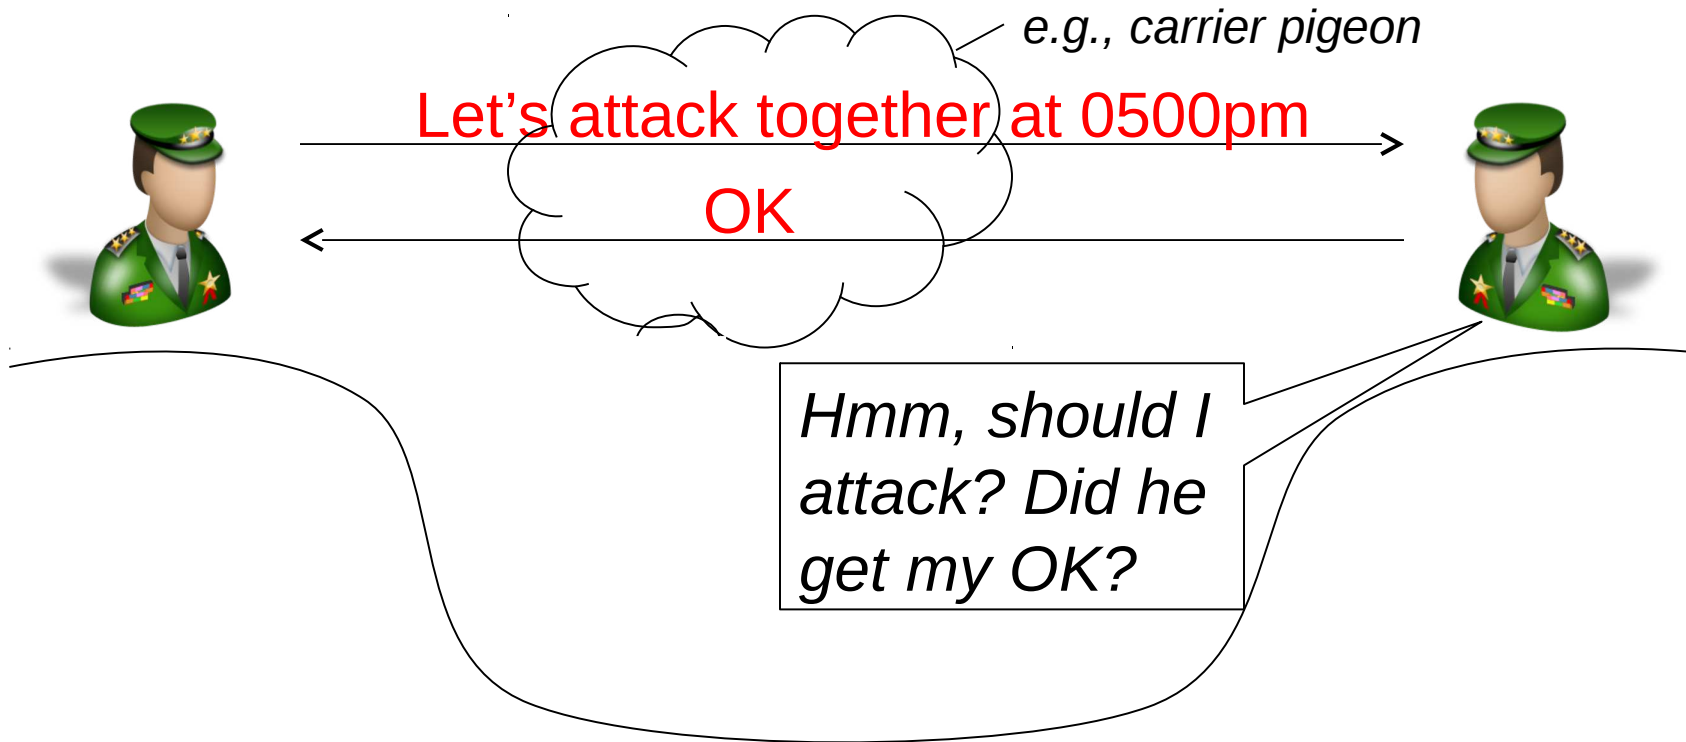 e.g., carrier pigeon
Let’s attack together at 0500pm
OK
Hmm, should I
attack? Did he
get my OK?